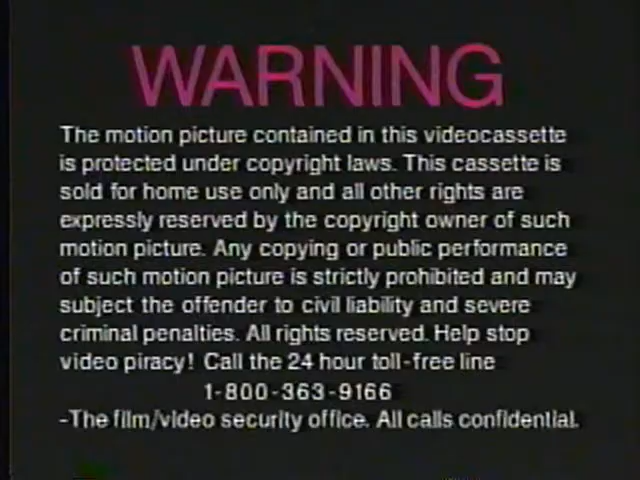 WARNING
The motion picture contained in this videocassette
is protected under copyright laws. This cassette is
sold for home use only and all other rights are
expressly reserved by the copyright owner of such
motion picture. Any copying or public performance
of such motion picture is strictly prohibited and may
subject the offender to civil liability and severe
criminal penalties. All rights reserved. Help stop
video piracy! Call the 24 hour toll-free line
1-800-363-9166
-The film/video security office. All calls confidential.